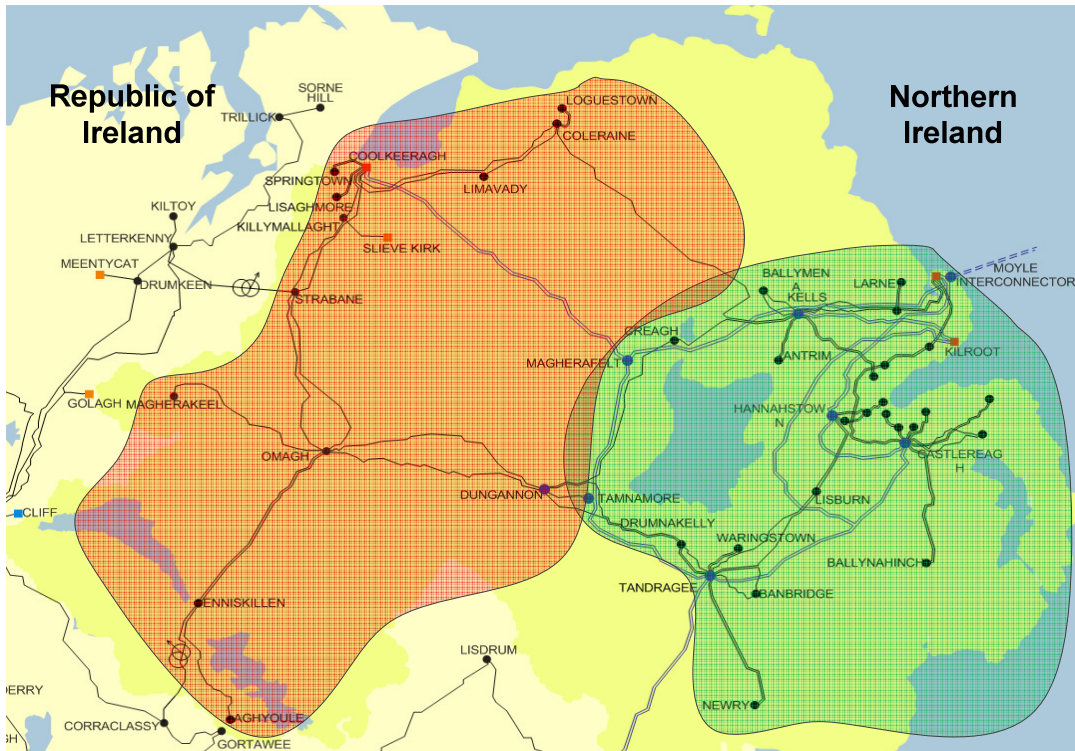 Republic of
Ireland
Northern
Ireland
SORNE
HILL
TRILLICK
LOGUESTOWN
COLERAINE
COOLKEERAGH
SPRINGTOWN
LIMAVADY
LISAGHMORE
KILTOY
KILLYMALLAGHT
LETTERKENNY
SLIEVE KIRK
MEENTYCAT
DRUMKEEN
STRABANE
BALLYMEN
A
KELLS
LARNE
MOYLE
INTERCONNECTOR
CREAGH
MAGHERAFELT
ANTRIM
KILROOT
GOLAGH
MAGHERAKEEL
HANNAHSTOW
N
OMAGH
CASTLEREAG
H
DUNGANNON
TAMNAMORE
LISBURN
CLIFF
DRUMNAKELLY
WARINGSTOWN
BALLYNAHINCH
TANDRAGEE
BANBRIDGE
ENNISKILLEN
LISDRUM
DERRY
NEWRY
CORRACLASSY
AGHYOULE
GH
GORTAWEE